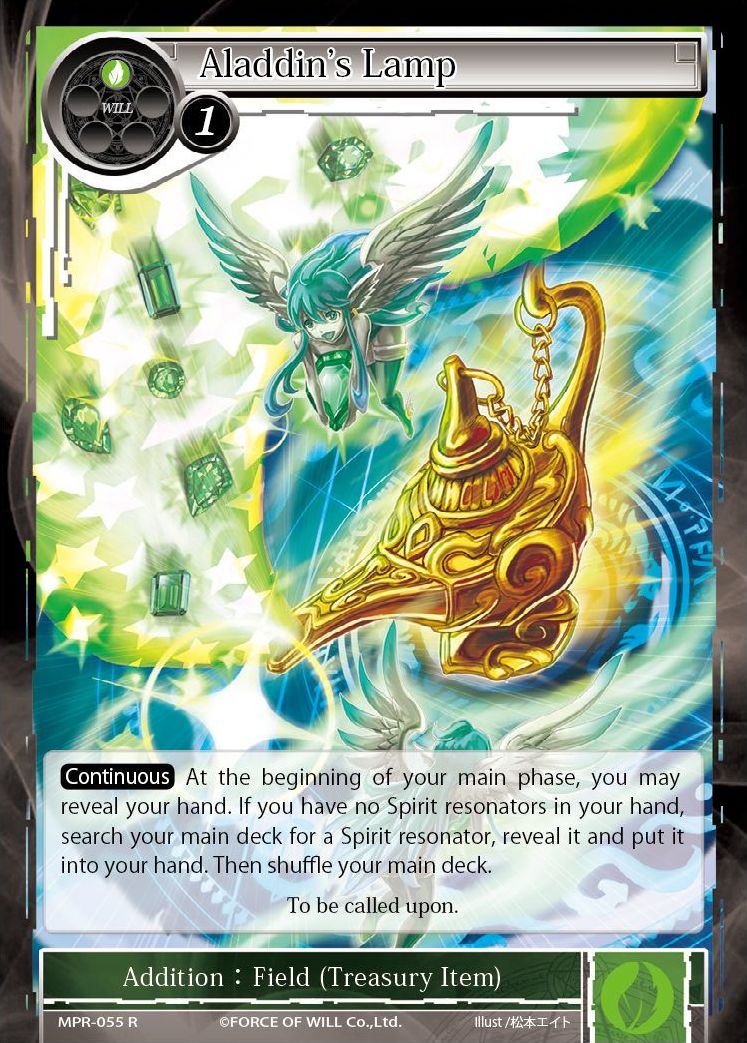 Aladdin's Lamp
WILL
1
Continuous At the beginning of your main phase, you may
reveal your hand. If you have no Spirit resonators in your hand,
search your main deck for a Spirit resonator, reveal it and put it
into your hand. Then shuffle your main deck.
To be called upon.
Addition : Field (Treasury Item)
MPR-055 R ©FORCE OF WILL Co.,Ltd. Illust /松本エイト